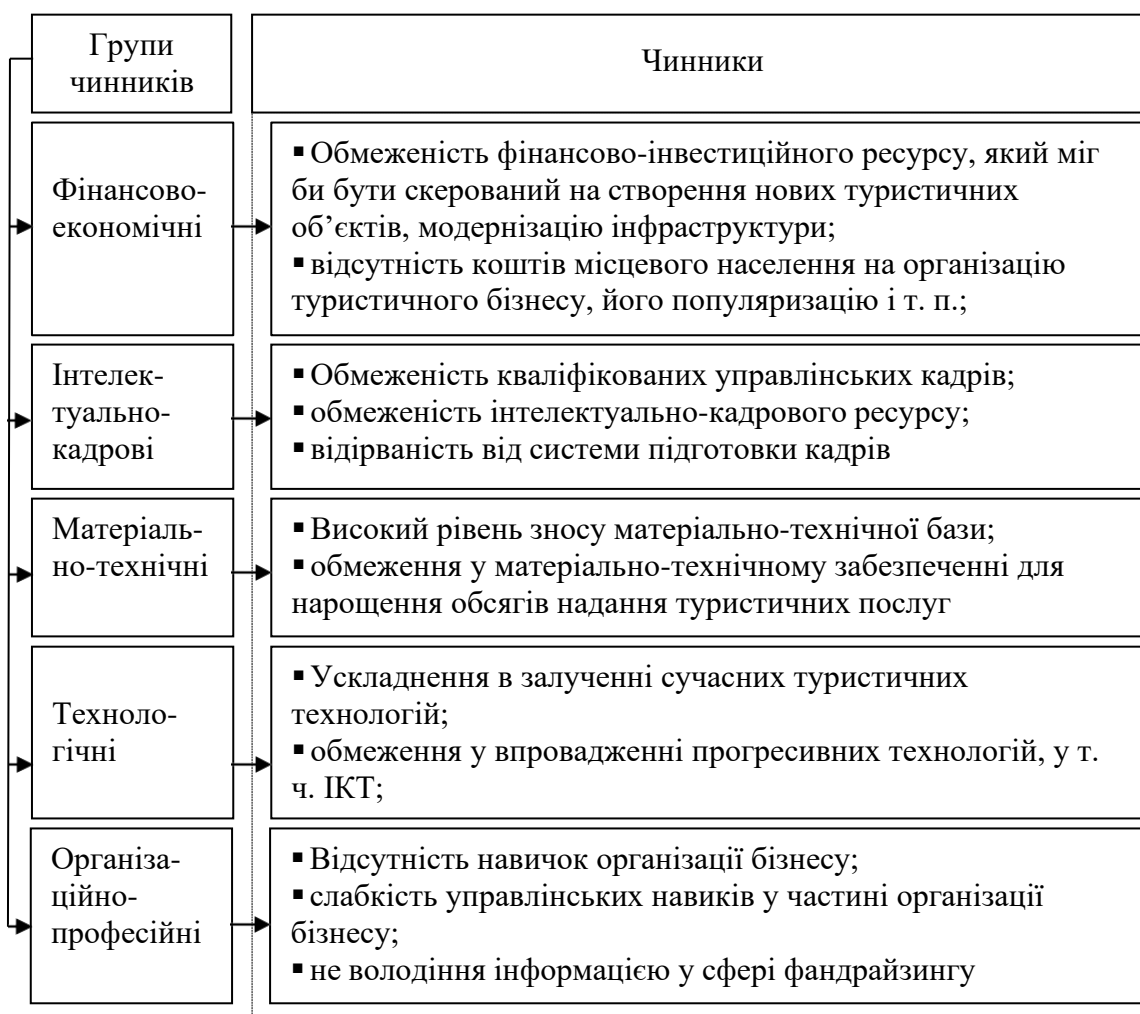 Групи
чинників
Чинники
Фінансово-
економічні
▪ Обмеженість фінансово-інвестиційного ресурсу, який міг
би бути скерований на створення нових туристичних
об’єктів, модернізацію інфраструктури;
▪ відсутність коштів місцевого населення на організацію
туристичного бізнесу, його популяризацію і т. п.;
Інтелек-
туально-
кадрові
▪ Обмеженість кваліфікованих управлінських кадрів;
▪ обмеженість інтелектуально-кадрового ресурсу;
▪ відірваність від системи підготовки кадрів
Матеріаль-
но-технічні
▪ Високий рівень зносу матеріально-технічної бази;
▪ обмеження у матеріально-технічному забезпеченні для
нарощення обсягів надання туристичних послуг
Техноло-
гічні
▪ Ускладнення в залученні сучасних туристичних
технологій;
▪ обмеження у впровадженні прогресивних технологій, у т.
ч. ІКТ;
Організа-
ційно-
професійні
▪ Відсутність навичок організації бізнесу;
▪ слабкість управлінських навиків у частині організації
бізнесу;
▪ не володіння інформацією у сфері фандрайзингу